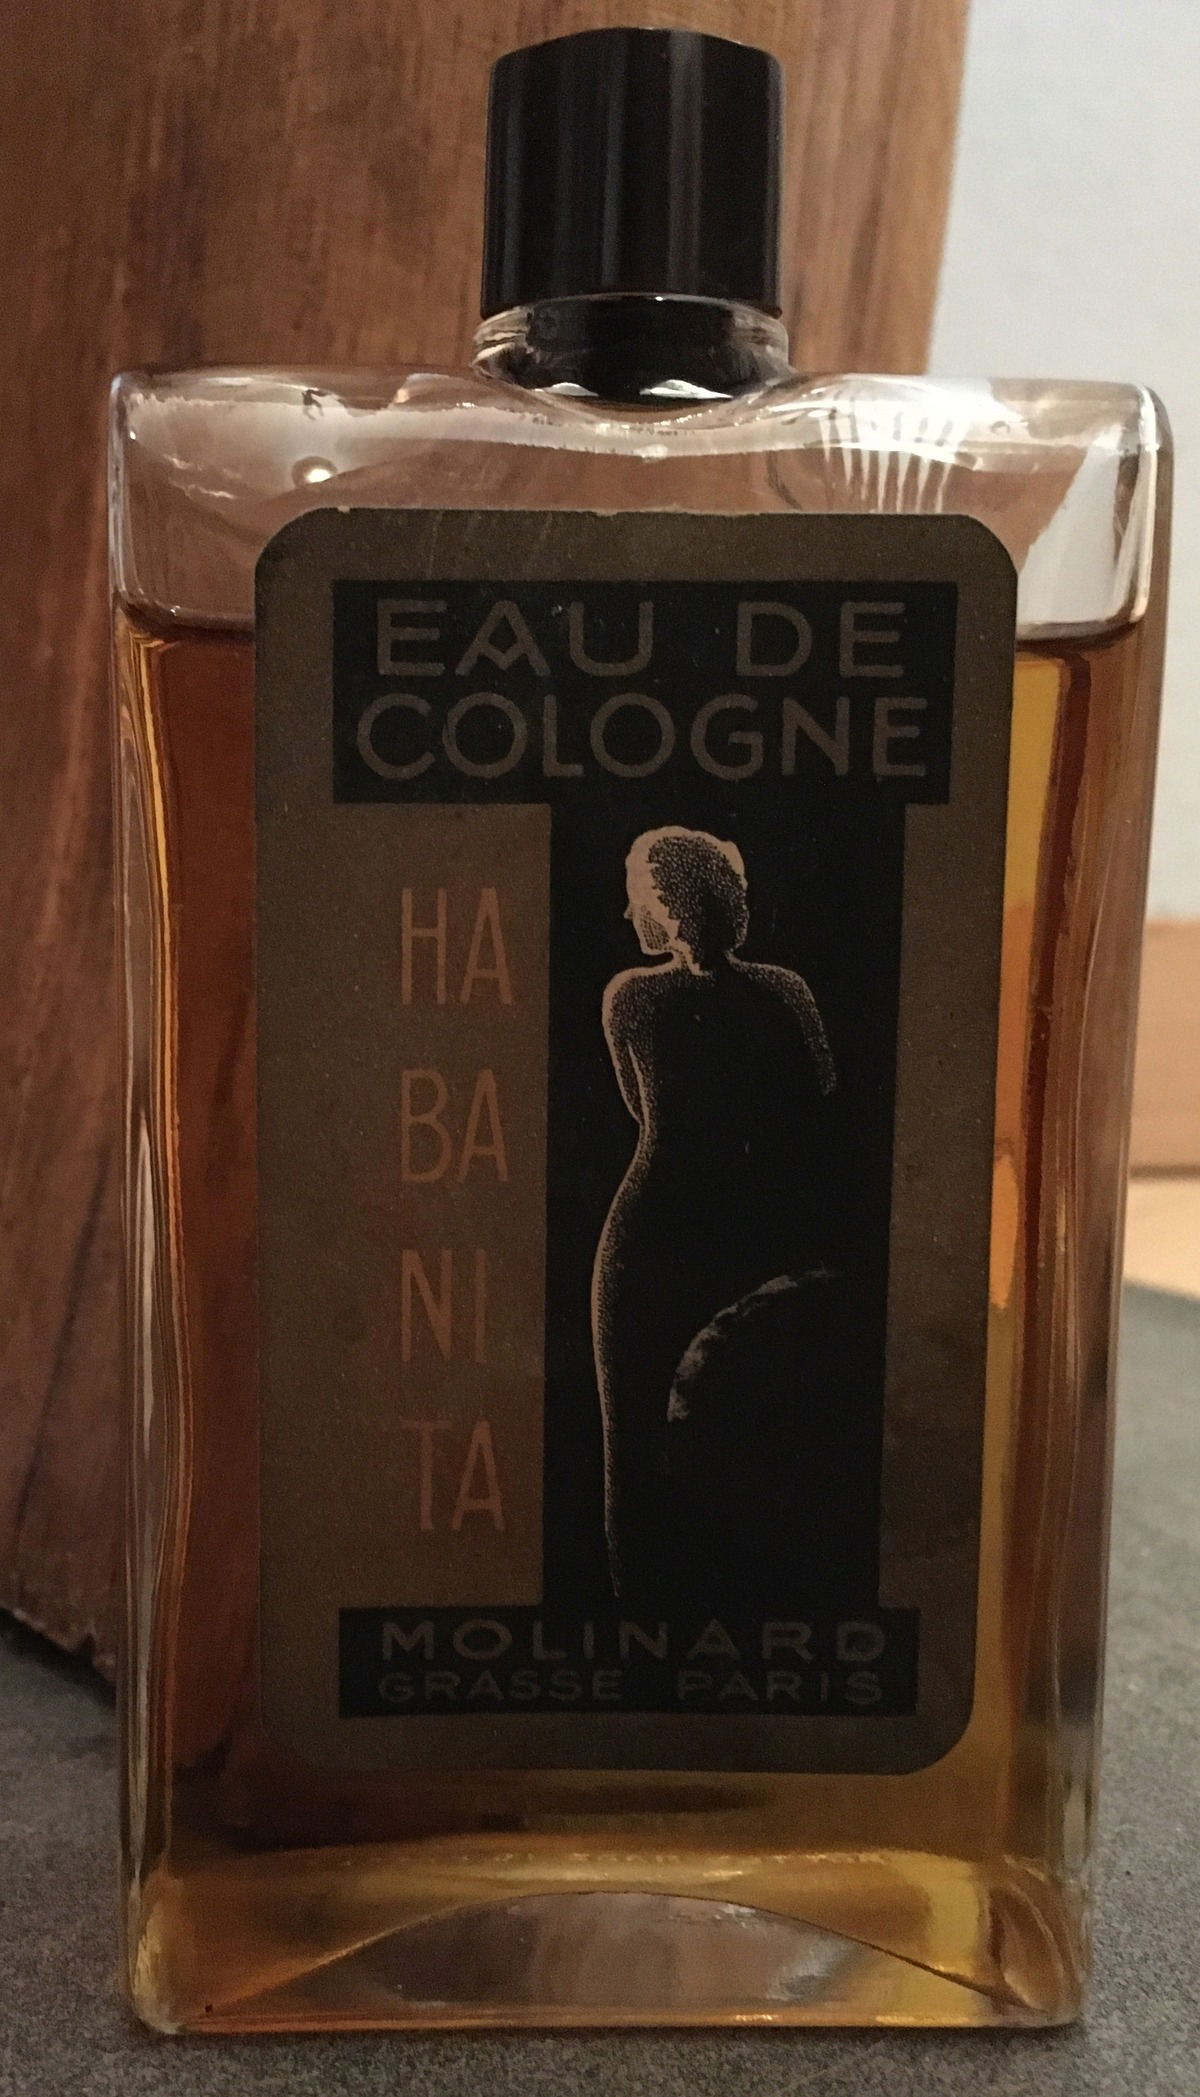 EAU DE
COLOGNE
HA
BA
NI
TA
MOLINARD
GRASSE PARIS